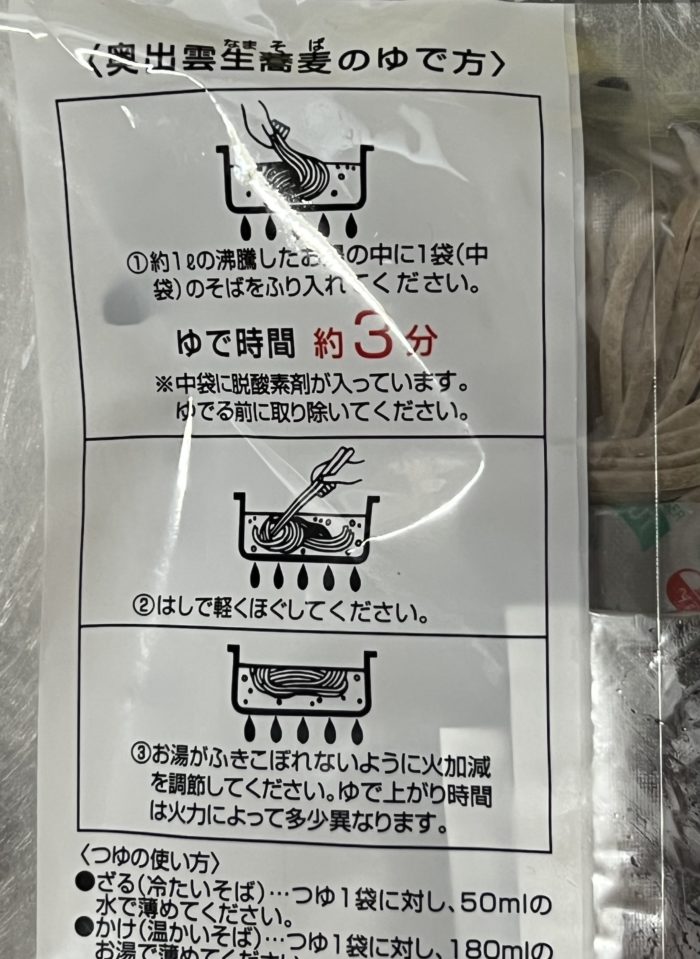 〈奥出雲生蕎麦のゆで方〉
①約1ℓの沸騰したお湯の中に1袋(中
袋)のそばをふり入れてください。
ゆで時間 約3分
※中袋に脱酸素剤が入っています。
ゆでる前に取り除いてください。
②はしで軽くほぐしてください。
③お湯がふきこぼれないように火加減
を調節してください。ゆで上がり時間
は火力によって多少異なります。
〈つゆの使い方〉
●ざる(冷たいそば)…つゆ1袋に対し、50mlの
水で薄めてください。
●かけ(温かいそば)…つゆ1袋に対し、180mlの
お湯で薄めてください